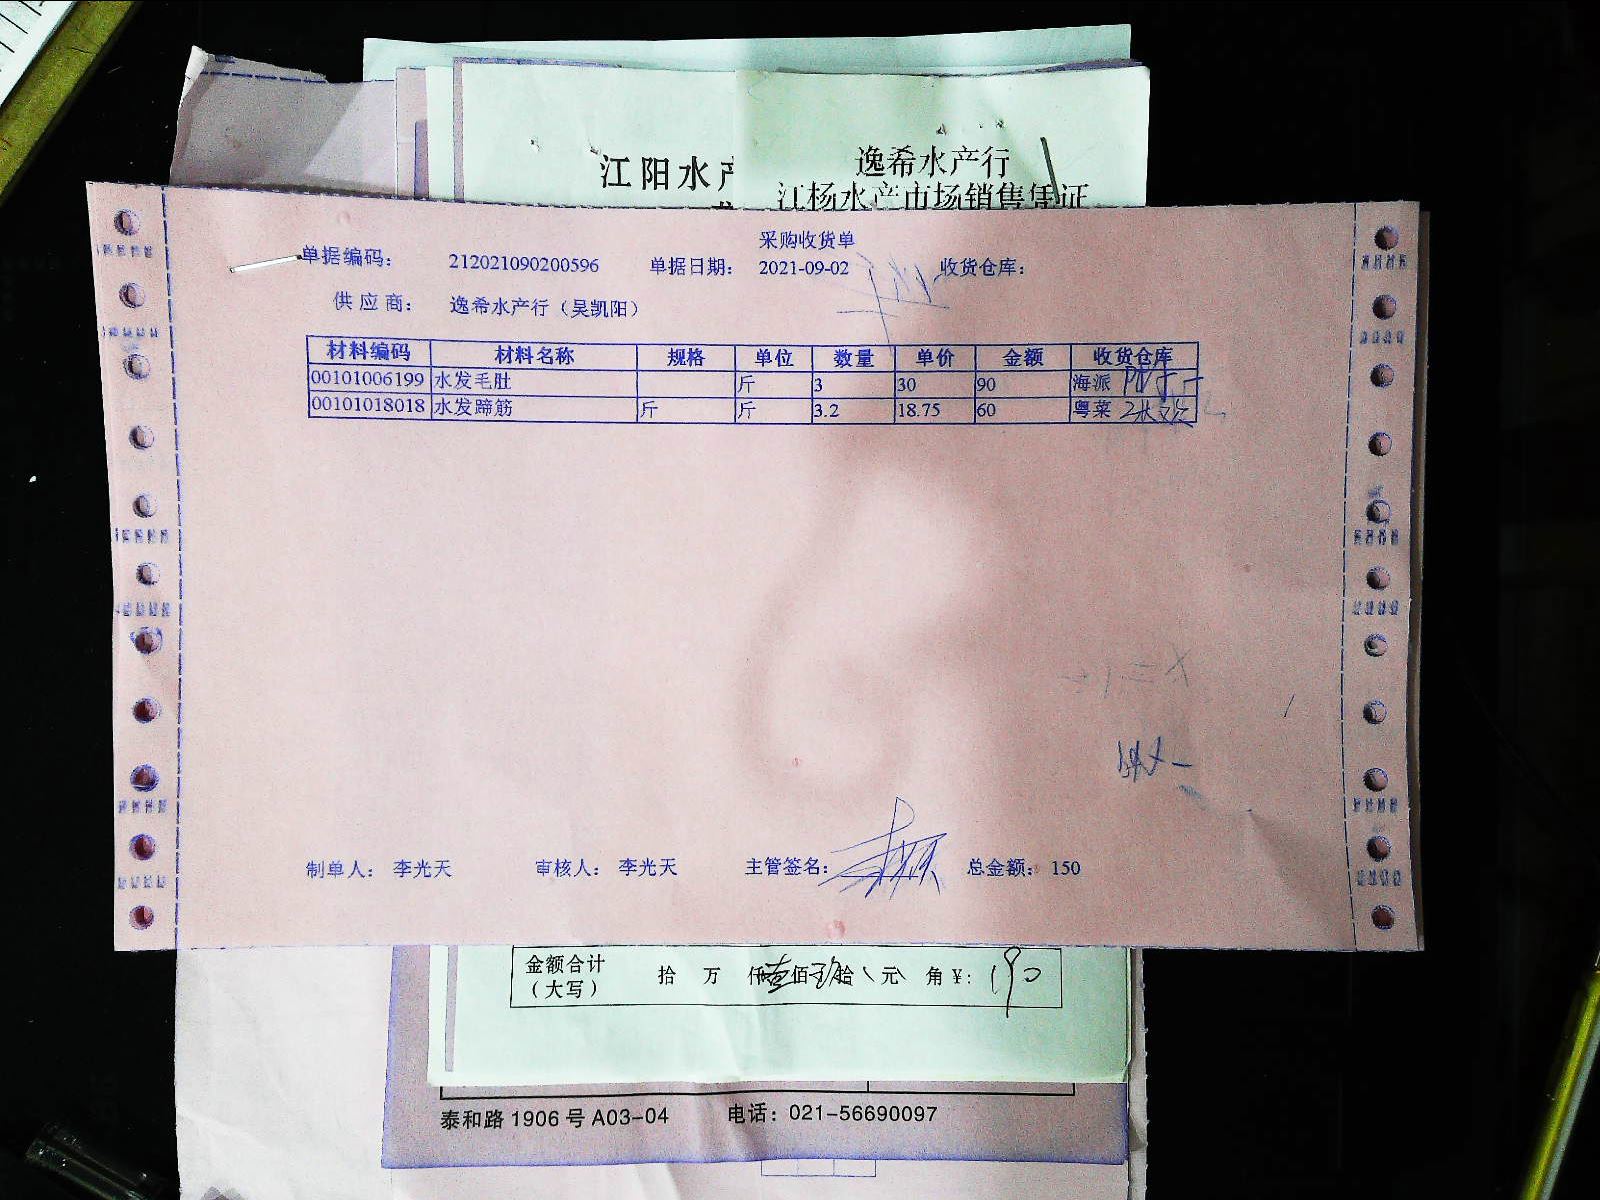 江阳水产
逸希水产行
江杨水产市场销售凭证
采购收货单
单据编码： 212021090200596 单据日期： 2021-09-02 收货仓库：
供应商： 逸希水产行（吴凯阳）
材料编码 材料名称 规格 单位 数量 单价 金额 收货仓库
00101006199 水发毛肚 斤 3 30 90 海派
00101018018 水发蹄筋 斤 斤 3.2 18.75 60 粤菜
制单人： 李光天 审核人： 李光天 主管签名： 总金额： 150
金额合计
（大写） 拾 万 仟 壹佰 拾 元 角 ¥:
泰和路 1906 号 A03-04 电话：021-56690097